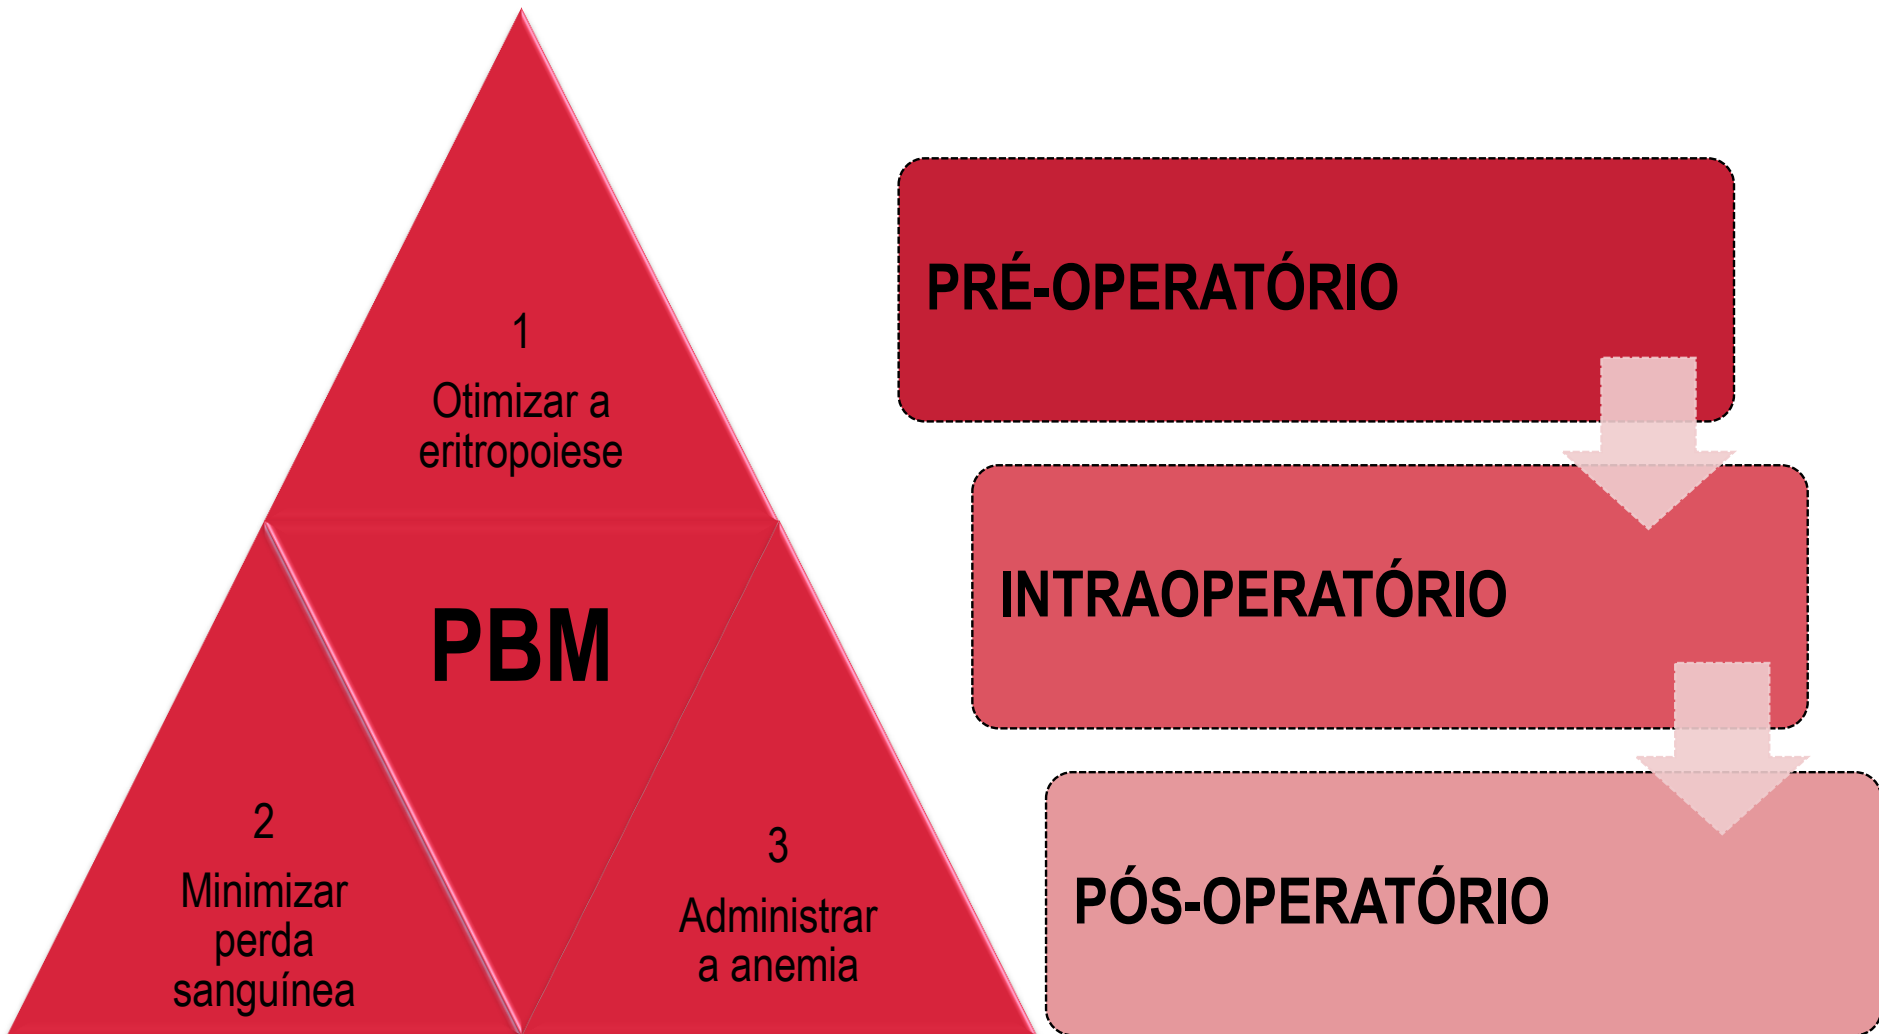 1
Otimizar a
eritropoiese
PBM
2
Minimizar
perda
sanguínea
3
Administrar
a anemia
PRÉ-OPERATÓRIO
INTRAOPERATÓRIO
PÓS-OPERATÓRIO